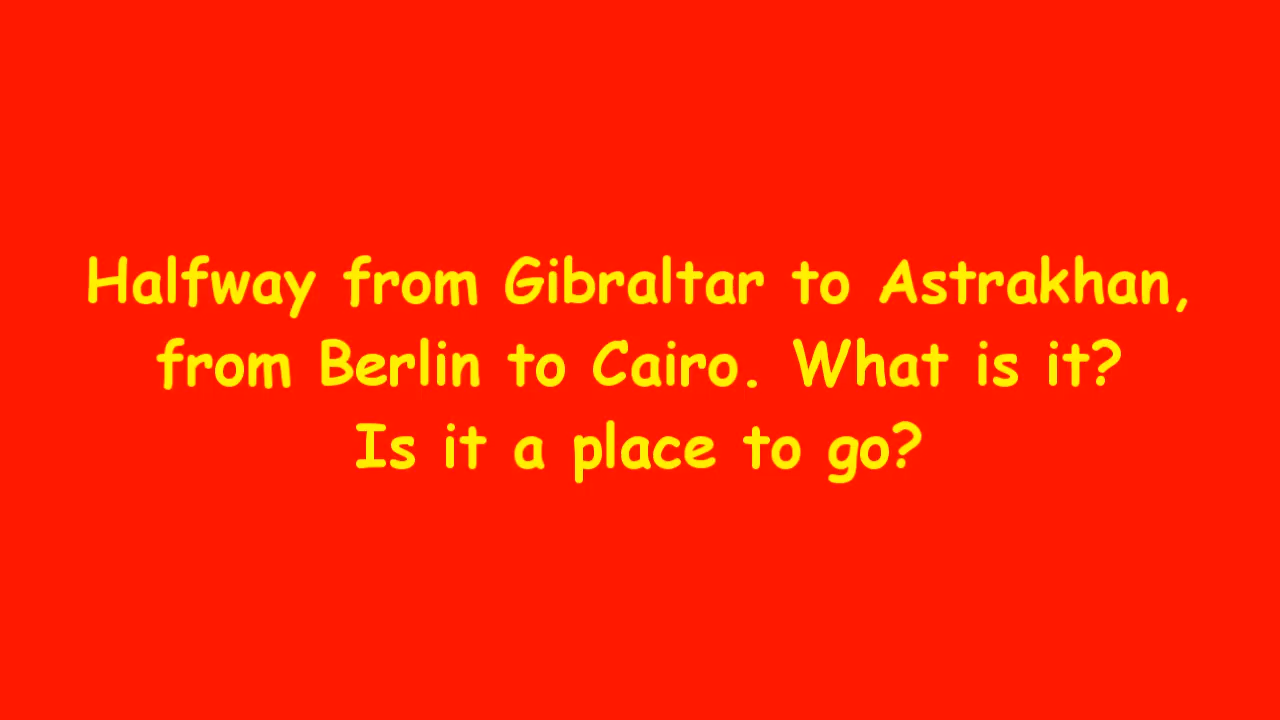 Halfway from Gibraltar to Astrakhan,
from Berlin to Cairo. What is it?
Is it a place to go?